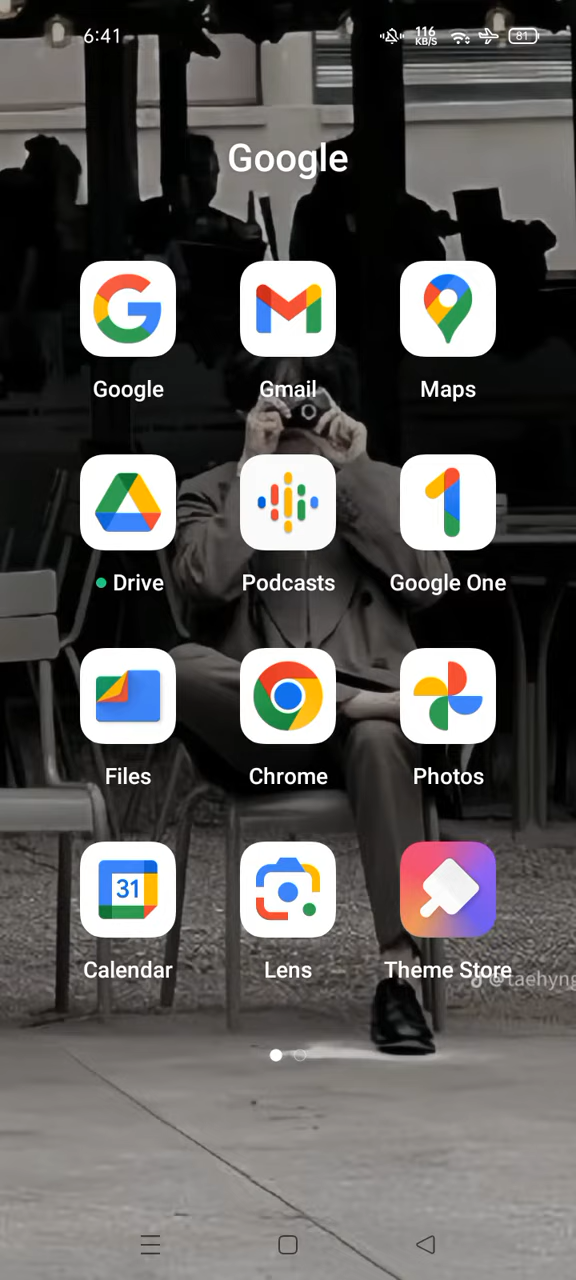 6:41
116
KB/S
81
Google
Google
Gmail
Maps
Drive
Podcasts
Google One
Files
Chrome
Photos
31
Calendar
Lens
Theme Store
@taehyng